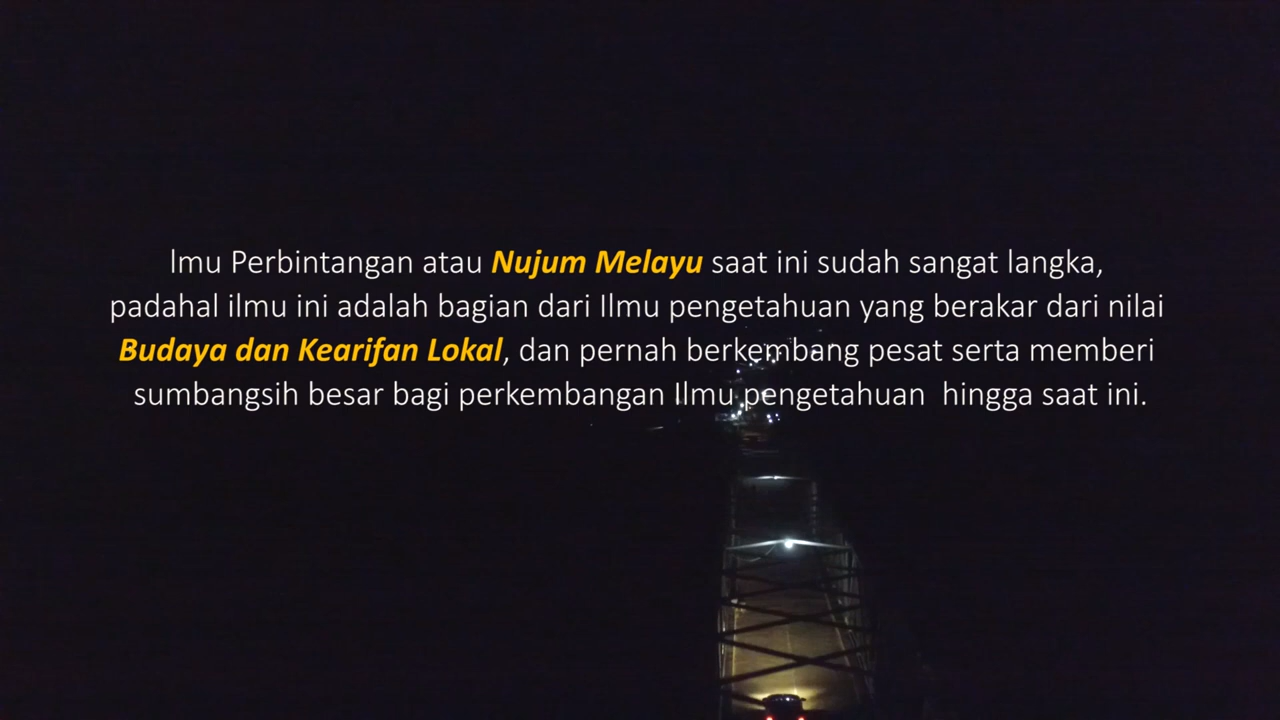 lmu Perbintangan atau Nujum Melayu saat ini sudah sangat langka,
padahal ilmu ini adalah bagian dari Ilmu pengetahuan yang berakar dari nilai
Budaya dan Kearifan Lokal, dan pernah berkembang pesat serta memberi
sumbangsih besar bagi perkembangan Ilmu pengetahuan  hingga saat ini.